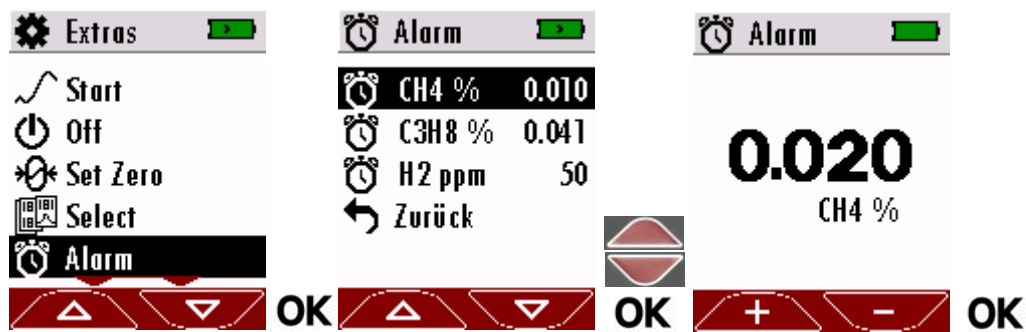 Extras
Start
Off
Set Zero
Select
Alarm
OK
Alarm
CH4 % 0.010
C3H8 % 0.041
H2 ppm 50
Zurück
OK
Alarm
0.020
CH4 %
+ −
OK